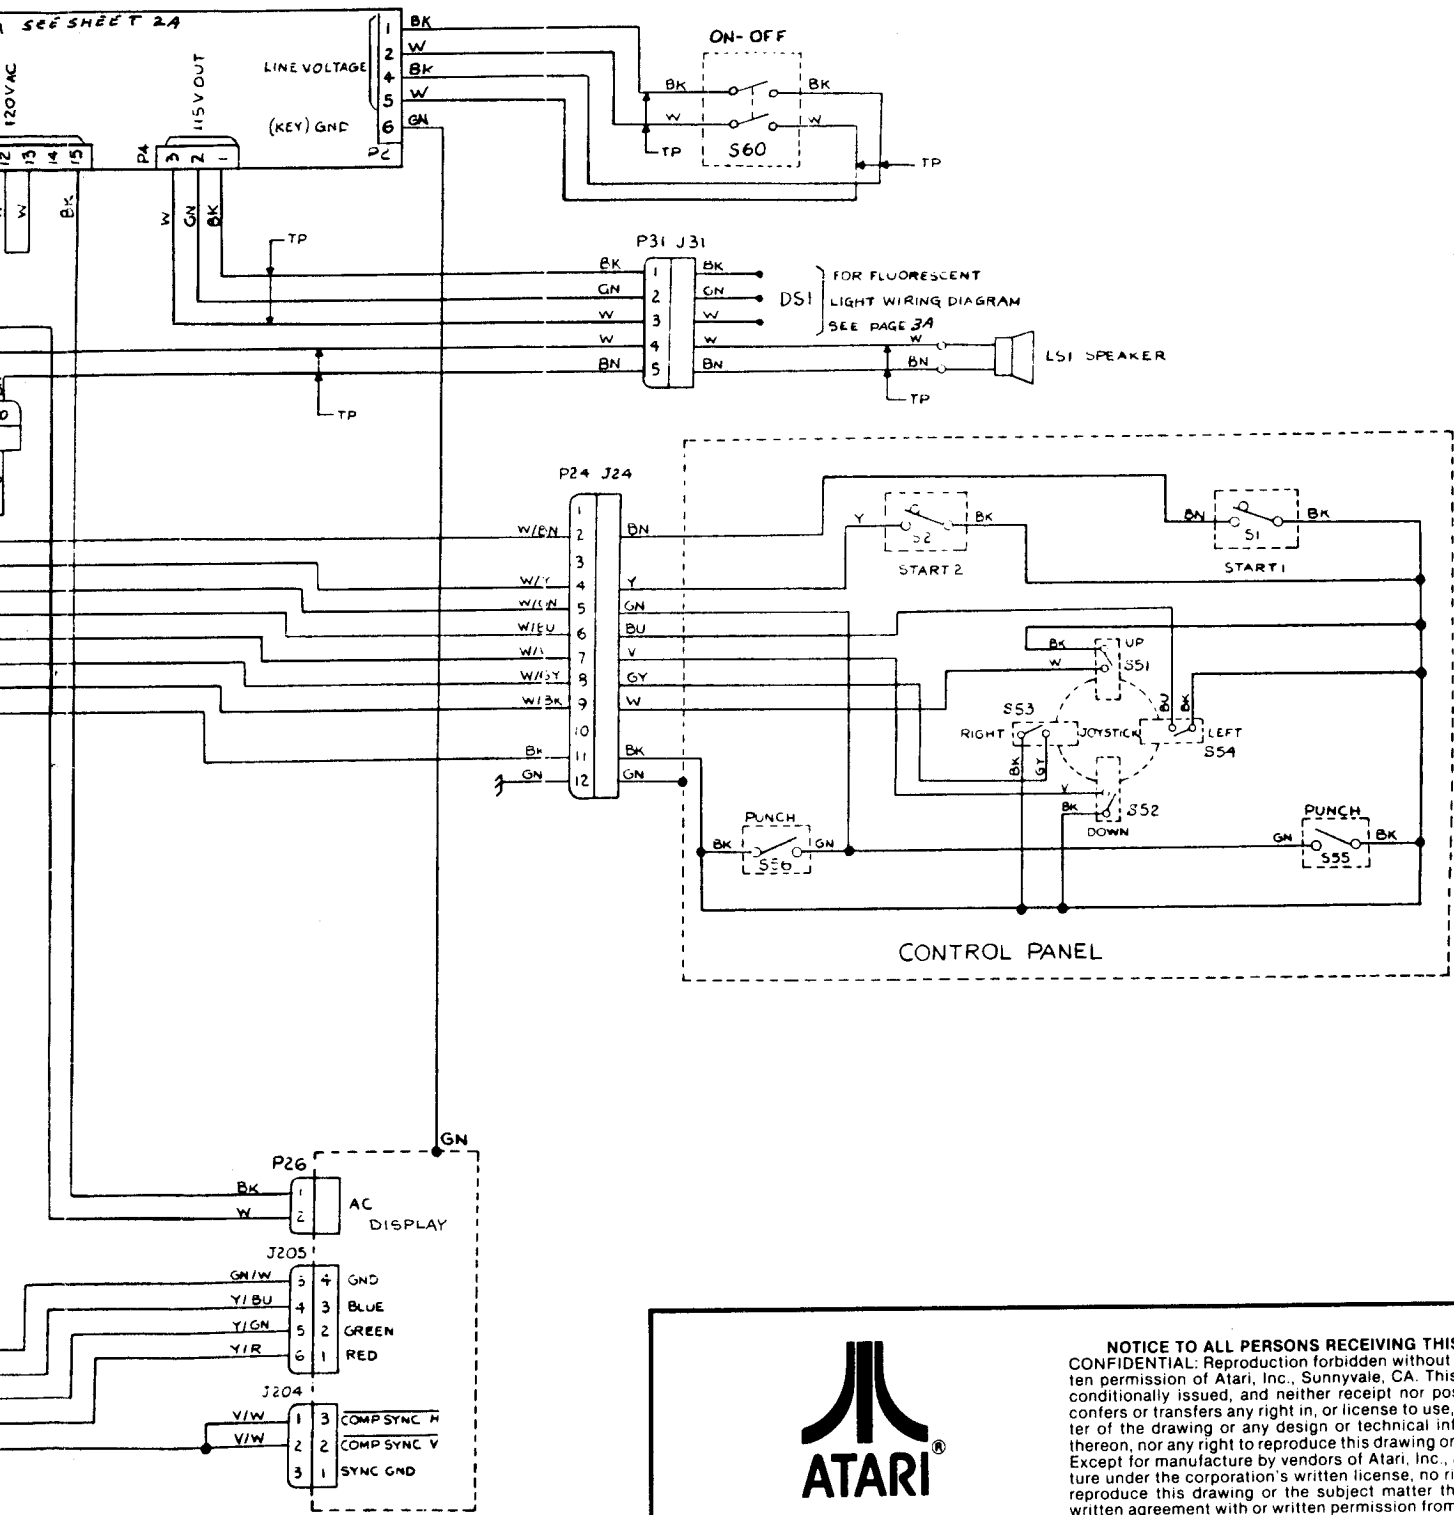 SEE SHEET 2A
120VAC
115V OUT
LINE VOLTAGE
(KEY) GND
1
2
4
5
6
P2
BK
W
BK
W
GN
ON-OFF
BK
BK
W
W
S60
TP
TP
12
13
14
15
P4
3
2
1
W
BK
W
GN
BK
TP
P31 J31
BK 1 BK
GN 2 GN
W 3 W
W 4 W
BN 5 BN
DS1
FOR FLUORESCENT
LIGHT WIRING DIAGRAM
SEE PAGE 3A
W
BN
LS1 SPEAKER
TP
TP
P24 J24
1
W/BN 2 BN
3
W/Y 4 Y
W/GN 5 GN
W/BU 6 BU
7 V
W/GY 8 GY
W/BK 9 W
10
BK 11 BK
GN 12 GN
Y
BK
S2
START 2
BN
BK
S1
START 1
BK
UP
W
S51
S53
RIGHT
JOYSTICK
BU
BK
LEFT
S54
BK
GY
V
BK
S52
DOWN
PUNCH
BK
GN
S56
PUNCH
GN
BK
S55
CONTROL PANEL
GN
P26
BK 1
W 2
AC
DISPLAY
J205
GN/W 4 GND
Y/BU 4 3 BLUE
Y/GN 5 2 GREEN
Y/R 6 1 RED
J204
V/W 1 3 COMP SYNC H
V/W 2 2 COMP SYNC V
3 1 SYNC GND
ATARI®
NOTICE TO ALL PERSONS RECEIVING THIS
CONFIDENTIAL: Reproduction forbidden without
ten permission of Atari, Inc., Sunnyvale, CA. This
conditionally issued, and neither receipt nor pos
confers or transfers any right in, or license to use,
ter of the drawing or any design or technical inf
thereon, nor any right to reproduce this drawing or
Except for manufacture by vendors of Atari, Inc.,
ture under the corporation's written license, no ri
reproduce this drawing or the subject matter th
written agreement with or written permission from